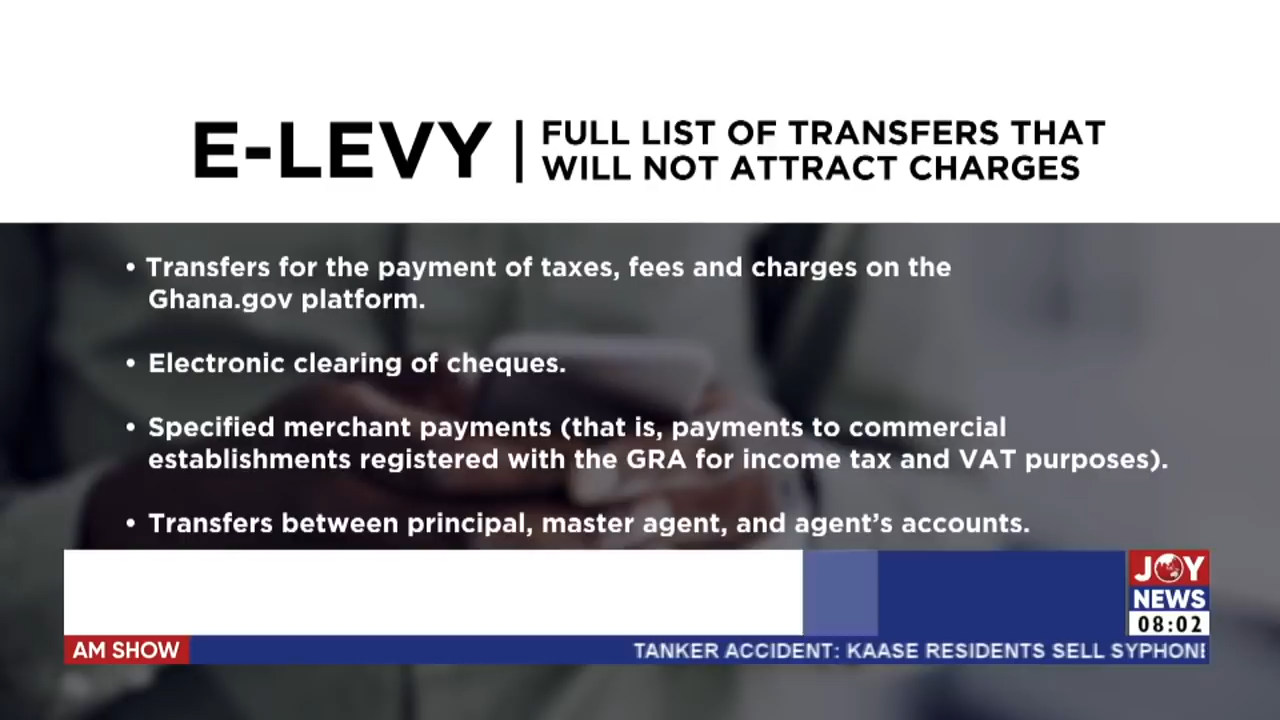 E-LEVY
FULL LIST OF TRANSFERS THAT
WILL NOT ATTRACT CHARGES
• Transfers for the payment of taxes, fees and charges on the
Ghana.gov platform.
• Electronic clearing of cheques.
• Specified merchant payments (that is, payments to commercial
establishments registered with the GRA for income tax and VAT purposes).
• Transfers between principal, master agent, and agent's accounts.
JOY
NEWS
08:02
AM SHOW
TANKER ACCIDENT: KAASE RESIDENTS SELL